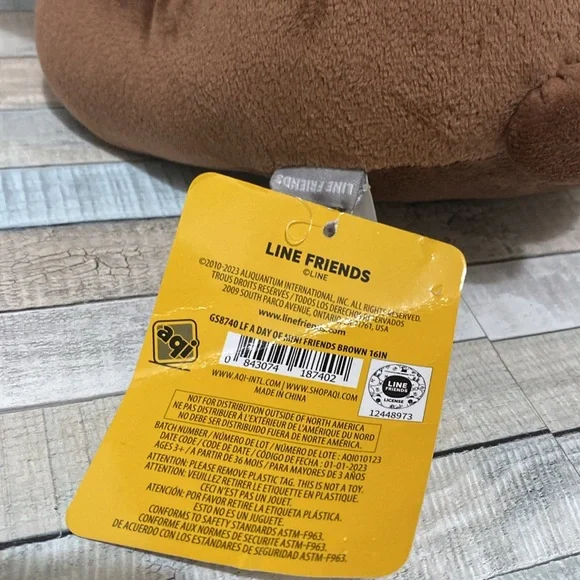 LINE FRIENDS
LINE FRIENDS
©LINE
©2010-2023 ALIQUANTUM INTERNATIONAL, INC. ALL RIGHTS RESERVED
TROUS DROITS RESERVÉS / TODOS LOS DERECHOS RESERVADOS
2009 SOUTH PARCO AVENUE, ONTARIO, CA 91761, USA
www.linefriends.com
GS8740 LF A DAY OF MINI FRIENDS BROWN 16IN
aqi
0 843074 187402
WWW.AQI-INTL.COM | WWW.SHOPAQI.COM
MADE IN CHINA
LINE
FRIENDS
LICENSE
12448973
NOT FOR DISTRIBUTION OUTSIDE OF NORTH AMERICA
NE PAS DISTRIBUER À L'EXTERIEUR DE L'AMÉRIQUE DU NORD
NO DEBE SER DISTRIBUIDO FUERA DE NORTE AMERICA.
BATCH NUMBER / NÚMERO DE LOT / NÚMERO DE LOTE: AQI010123
DATE CODE / CODE DE DATE / CÓDIGO DE FECHA : 01-01-2023
AGES 3+ / A PARTIR DE 36 MOIS / PARA MAYORES DE 3 AÑOS
ATTENTION: PLEASE REMOVE PLASTIC TAG. THIS IS NOT A TOY.
ATTENTION: VEUILLEZ RETIRER LE ETIQUETTE EN PLASTIQUE.
CECI N'EST PAS UN JOUET.
ATENCIÓN: POR FAVOR RETIRE LA ETIQUETA PLÁSTICA.
ESTO NO ES UN JUGUETE.
CONFORMS TO SAFETY STANDARDS ASTM-F963.
CONFORME AUX NORMES DE SECURITÉ ASTM-F963.
DE ACUERDO CON LOS ESTÁNDARES DE SEGURIDAD ASTM-F963.